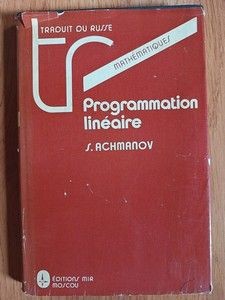 TRADUIT DU RUSSE
tr
MATHÉMATIQUES
Programmation
linéaire
S. ACHMANOV
ÉDITIONS MIR
MOSCOU